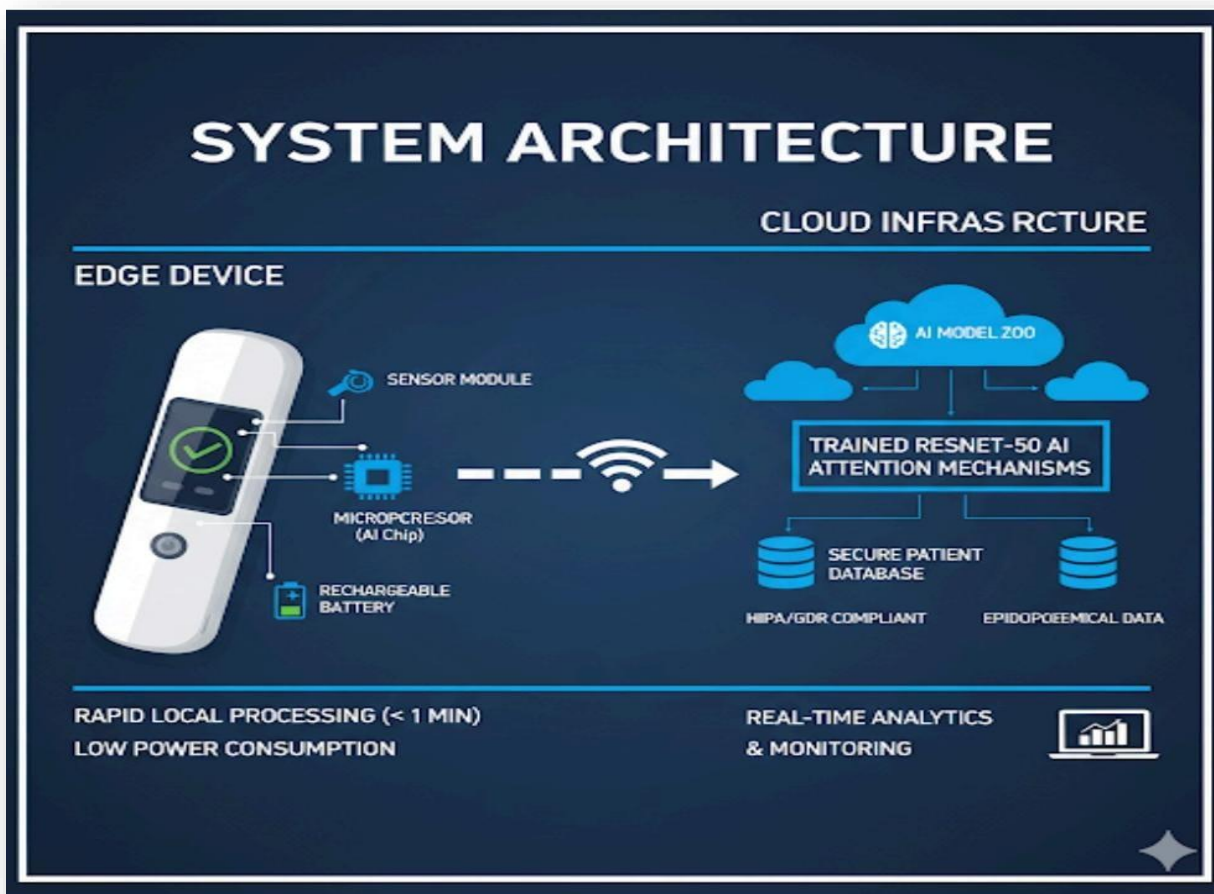 SYSTEM ARCHITECTURE
CLOUD INFRAS RCTURE
EDGE DEVICE
AI MODEL ZOO
SENSOR MODULE
TRAINED RESNET-50 AI
ATTENTION MECHANISMS
MICROPCRESOR
(AI Chip)
RECHARGEABLE
BATTERY
SECURE PATIENT
DATABASE
HIPA/GDR COMPLIANT
EPIDOPOEEMICAL DATA
RAPID LOCAL PROCESSING (< 1 MIN)
LOW POWER CONSUMPTION
REAL-TIME ANALYTICS
& MONITORING